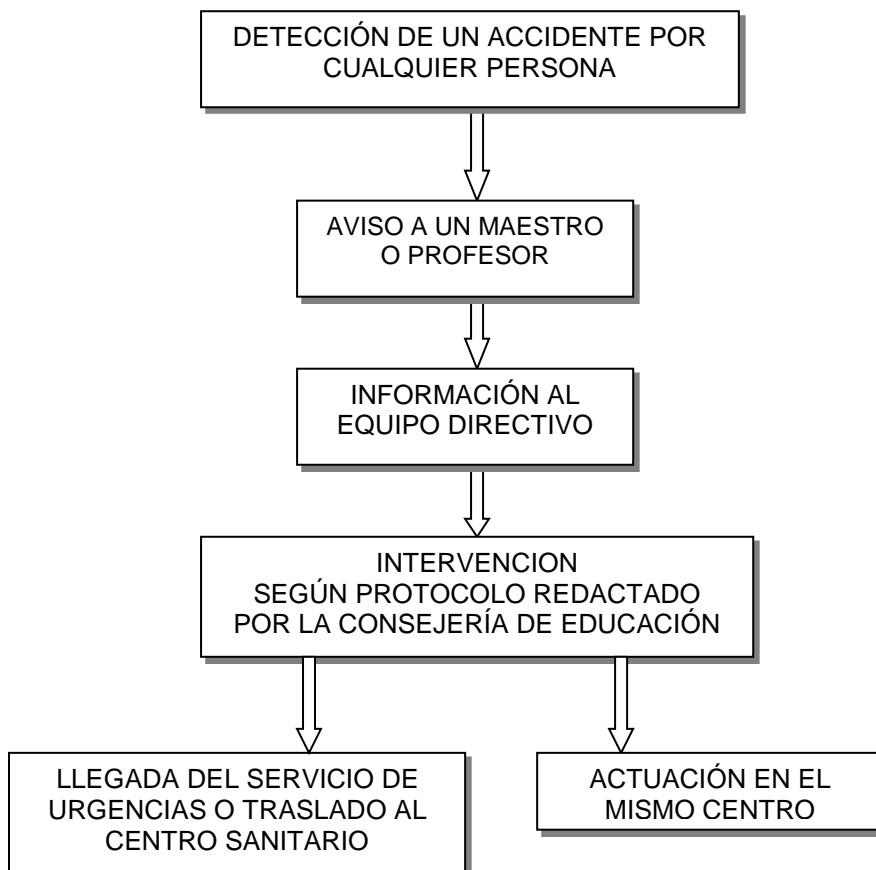 DETECCIÓN DE UN ACCIDENTE POR
CUALQUIER PERSONA
AVISO A UN MAESTRO
O PROFESOR
INFORMACIÓN AL
EQUIPO DIRECTIVO
INTERVENCION
SEGÚN PROTOCOLO REDACTADO
POR LA CONSEJERÍA DE EDUCACIÓN
LLEGADA DEL SERVICIO DE
URGENCIAS O TRASLADO AL
CENTRO SANITARIO
ACTUACIÓN EN EL
MISMO CENTRO